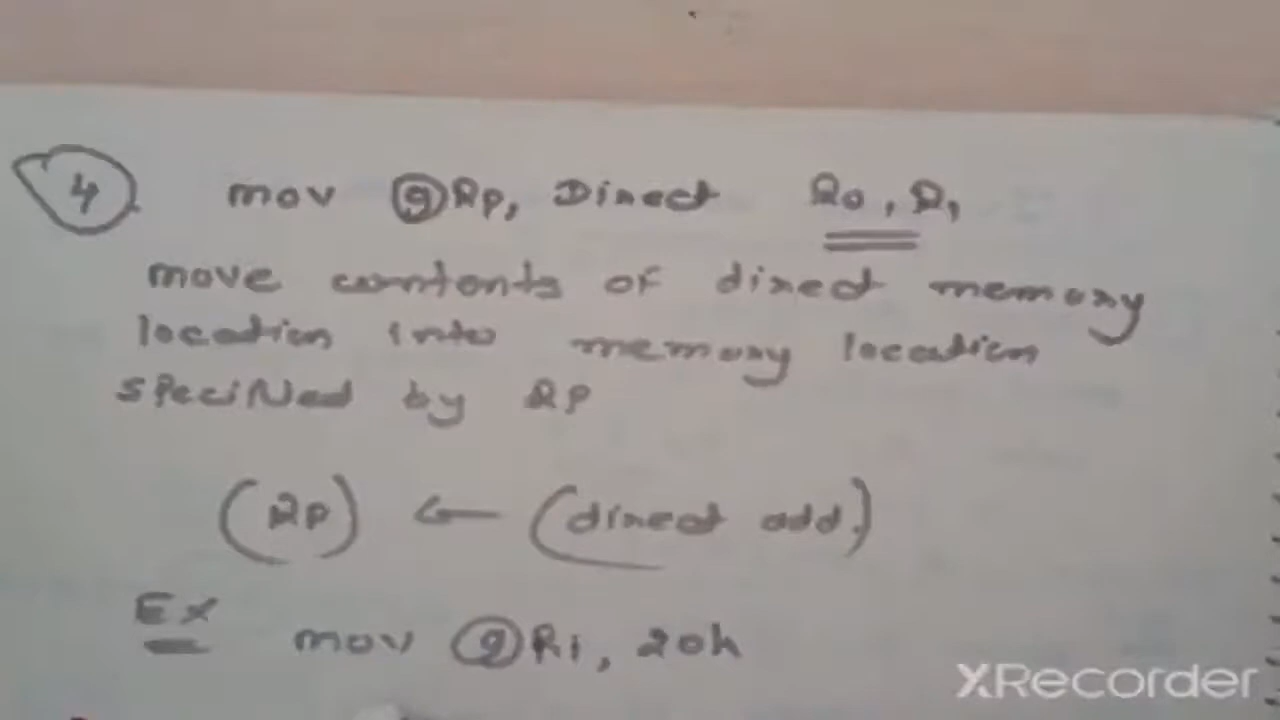 4 mov @Rp, Direct R0, R1
move contents of direct memory
location into memory location
specified by Rp
(Rp) ← (direct add.)
Ex mov @R1, 20h
XRecorder